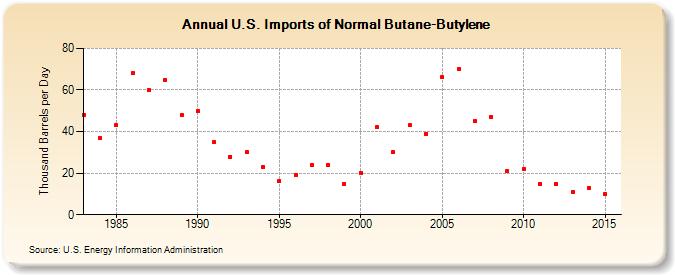 Annual U.S. Imports of Normal Butane-Butylene
Thousand Barrels per Day
80
60
40
20
0
1985 1990 1995 2000 2005 2010 2015
Source: U.S. Energy Information Administration